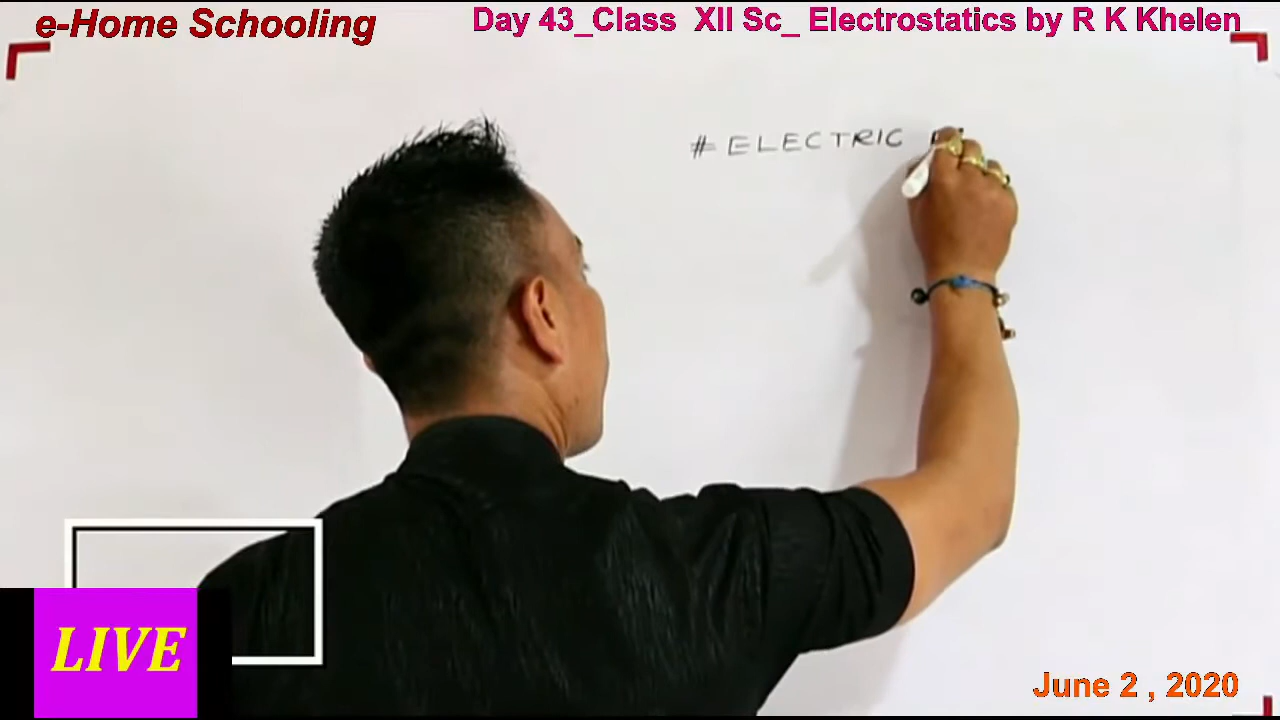 e-Home Schooling
Day 43_Class XII Sc_ Electrostatics by R K Khelen
# ELECTRIC
LIVE
June 2 , 2020